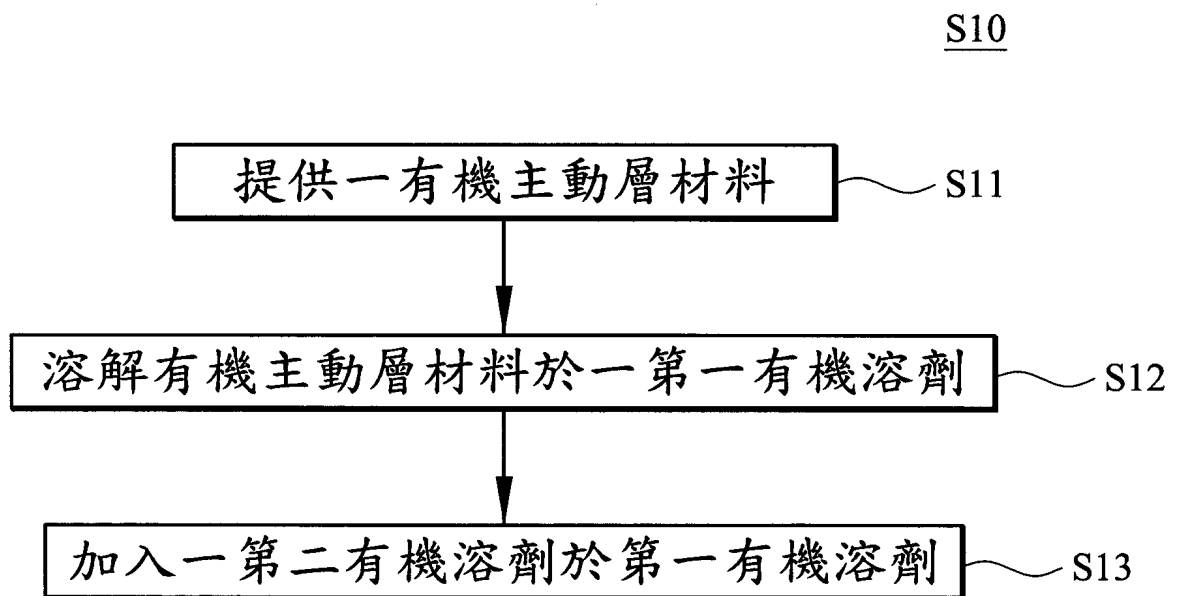 S10
提供一有機主動層材料
S11
溶解有機主動層材料於一第一有機溶劑
S12
加入一第二有機溶劑於第一有機溶劑
S13